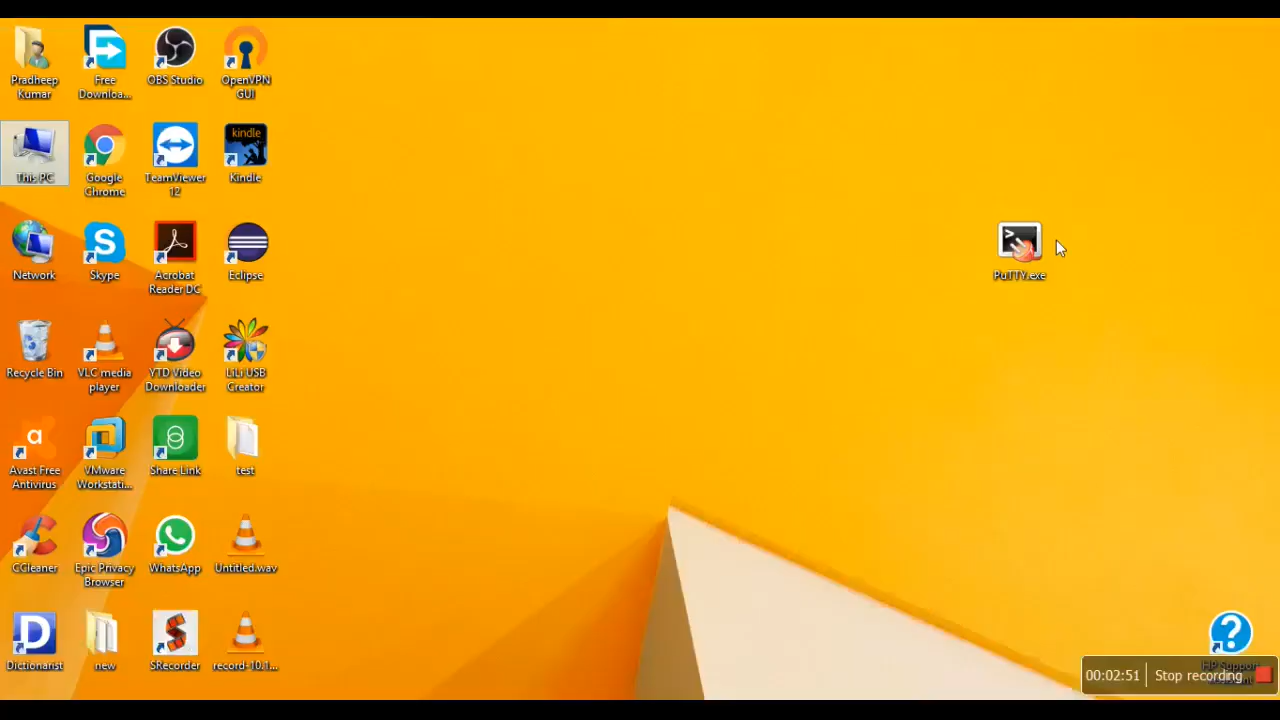 Pradheep
Kumar
Free
Downloa...
OBS Studio
OpenVPN
GUI
This PC
Google
Chrome
TeamViewer
12
kindle
Kindle
Network
Skype
Acrobat
Reader DC
Eclipse
PuTTY.exe
Recycle Bin
VLC media
player
YTD Video
Downloader
LiLi USB
Creator
Avast Free
Antivirus
VMware
Workstati...
Share Link
test
CCleaner
Epic Privacy
Browser
WhatsApp
Untitled.wav
Dictionarist
new
SRecorder
record-10.1...
HP Support
00:02:51
Stop recording